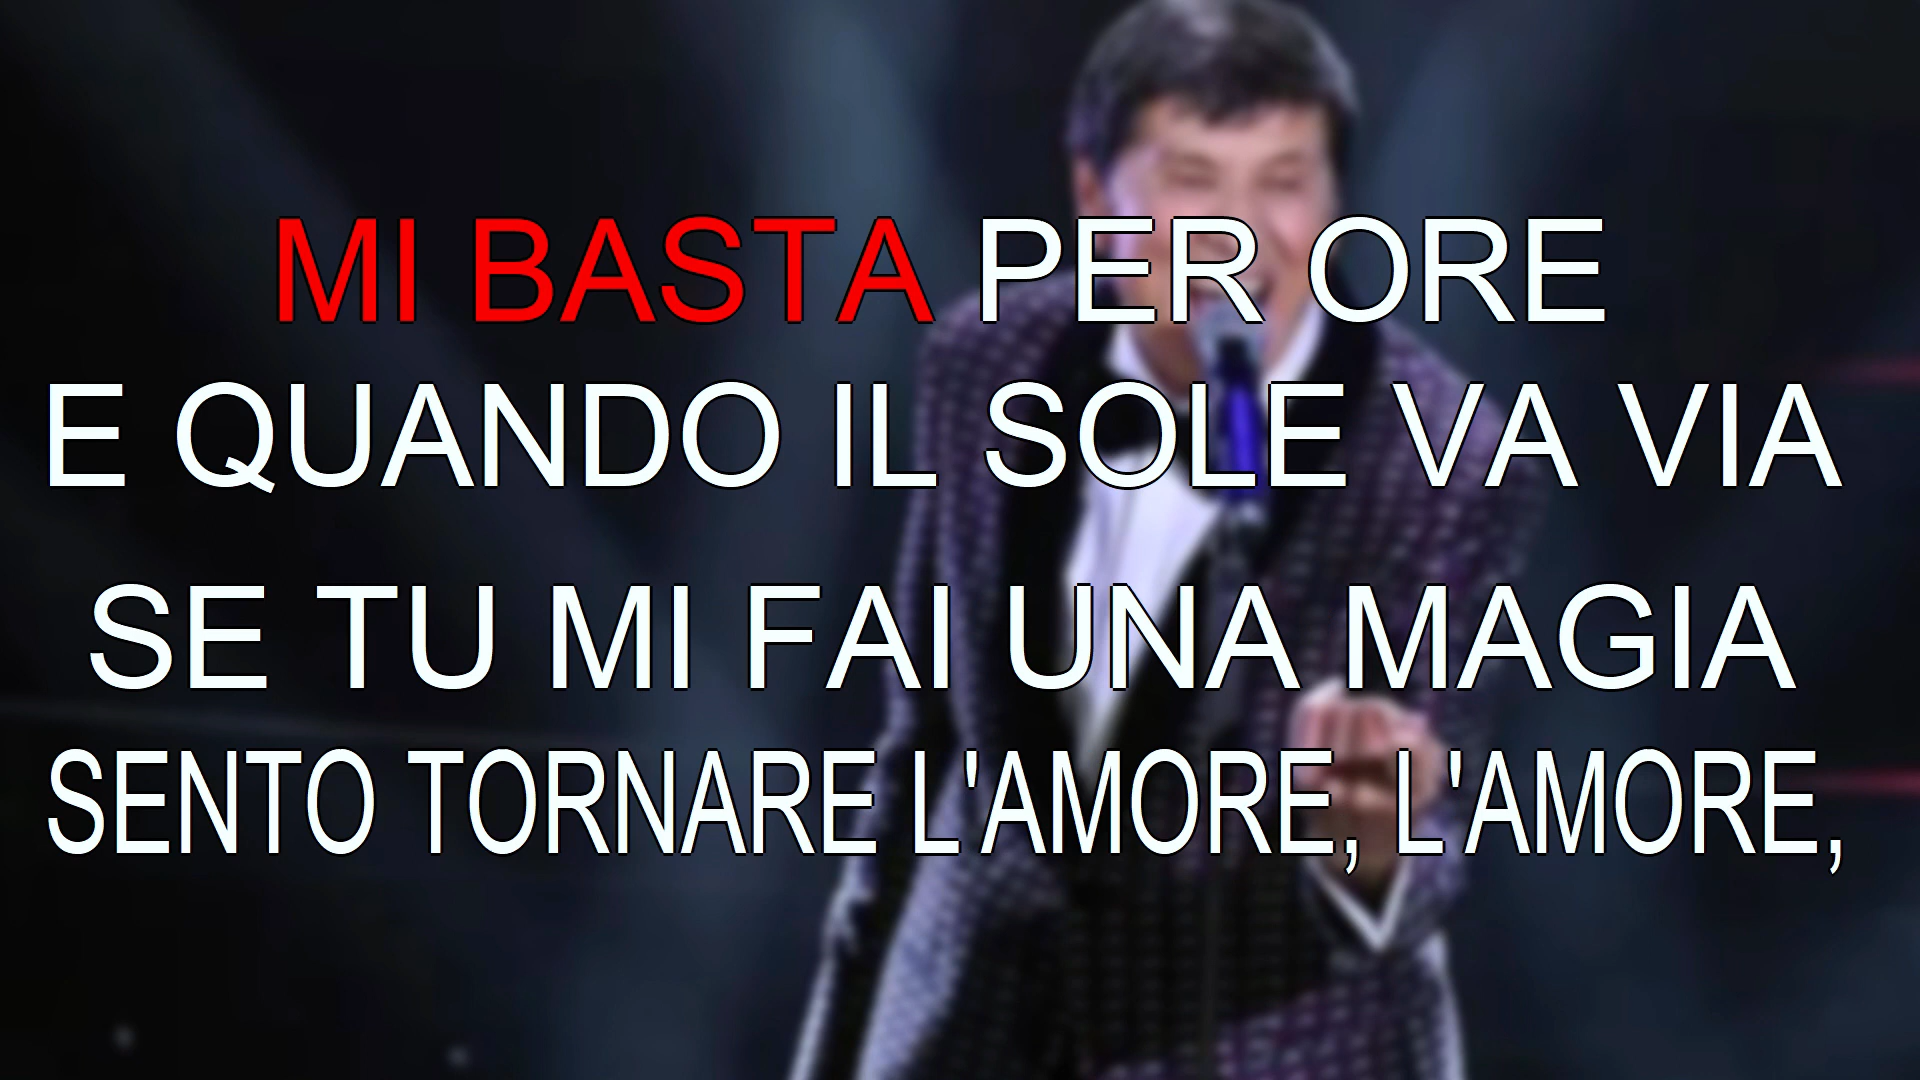 MI BASTA PER ORE
E QUANDO IL SOLE VA VIA
SE TU MI FAI UNA MAGIA
SENTO TORNARE L'AMORE, L'AMORE,